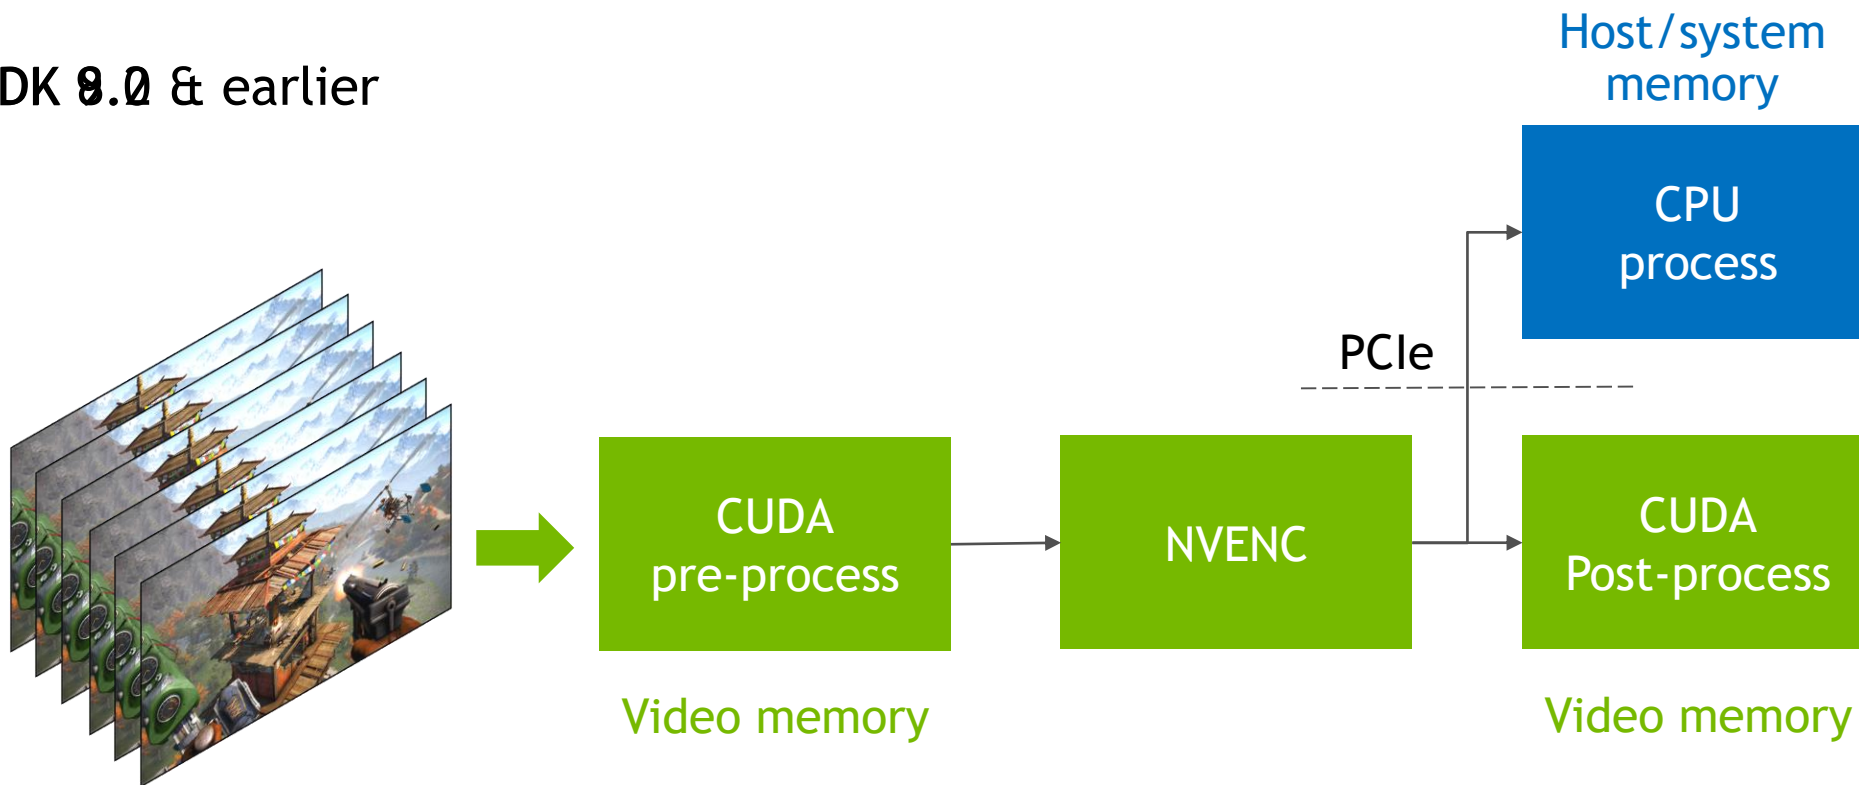 DK & earlier
Host/system
memory
CPU
process
PCIe
CUDA
pre-process
NVENC
CUDA
Post-process
Video memory
Video memory